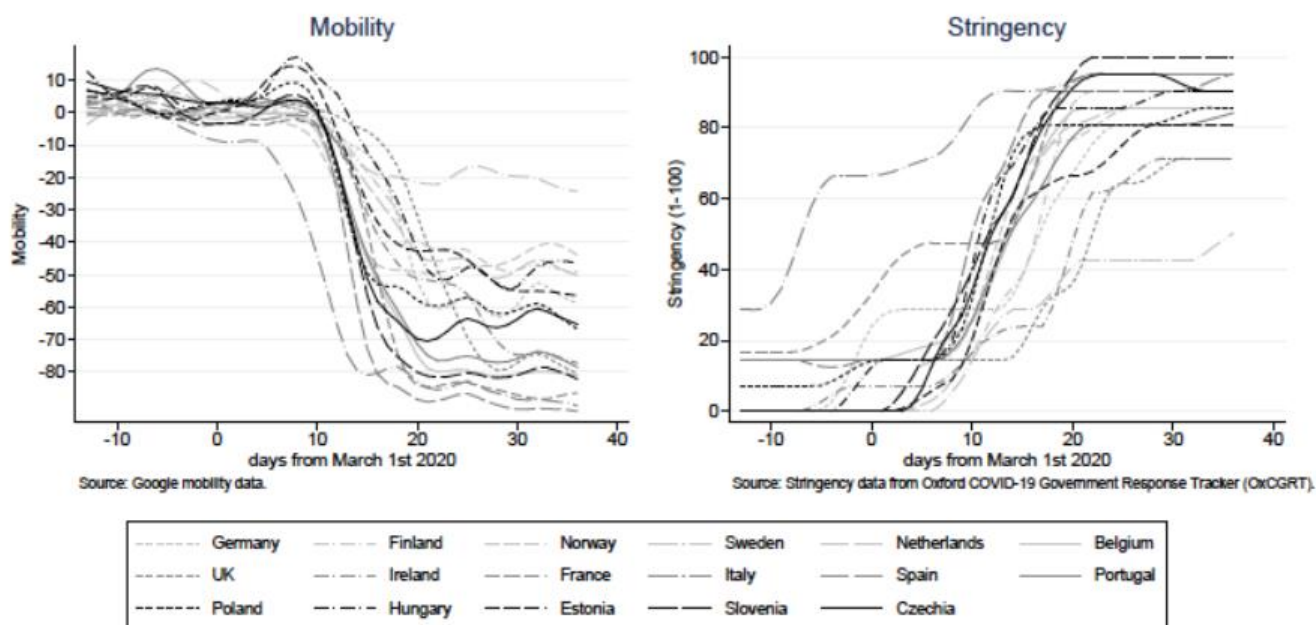 Mobility
Stringency
10
0
-10
-20
-30
-40
-50
-60
-70
-80
Mobility
-10
0
10
20
30
40
days from March 1st 2020
Source: Google mobility data.
100
80
60
40
20
0
Stringency (1-100)
-10
0
10
20
30
40
days from March 1st 2020
Source: Stringency data from Oxford COVID-19 Government Response Tracker (OxCGRT).
Germany Finland Norway Sweden Netherlands Belgium
UK Ireland France Italy Spain Portugal
Poland Hungary Estonia Slovenia Czechia